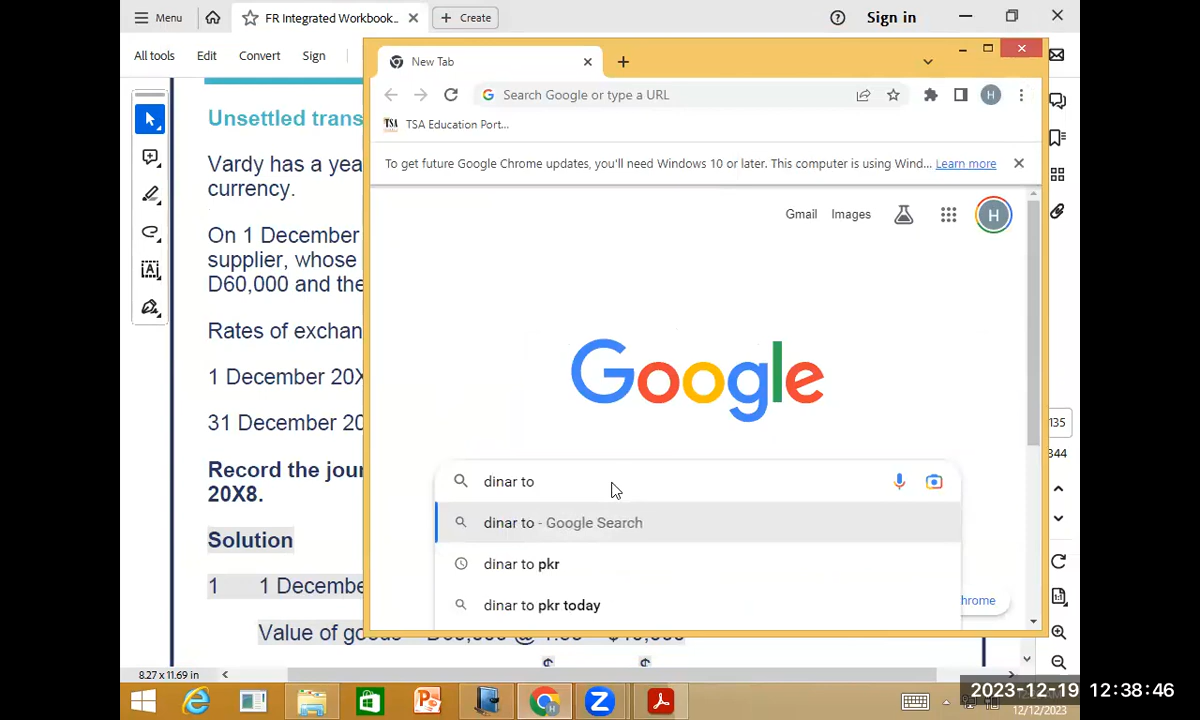 Menu
FR Integrated Workbook...
Create
Sign in
All tools
Edit
Convert
Sign
New Tab
Search Google or type a URL
H
TSA
TSA Education Port...
To get future Google Chrome updates, you'll need Windows 10 or later. This computer is using Wind...
Learn more
Gmail
Images
H
Google
dinar to
dinar to - Google Search
dinar to pkr
dinar to pkr today
hrome
Unsettled trans
Vardy has a yea
currency.
On 1 December
supplier, whose
D60,000 and the
Rates of exchan
1 December 20X
31 December 20
Record the jour
20X8.
Solution
1 1 Decembe
Value of goods
135
344
8.27 x 11.69 in
2023-12-19 12:38:46
12/12/2023